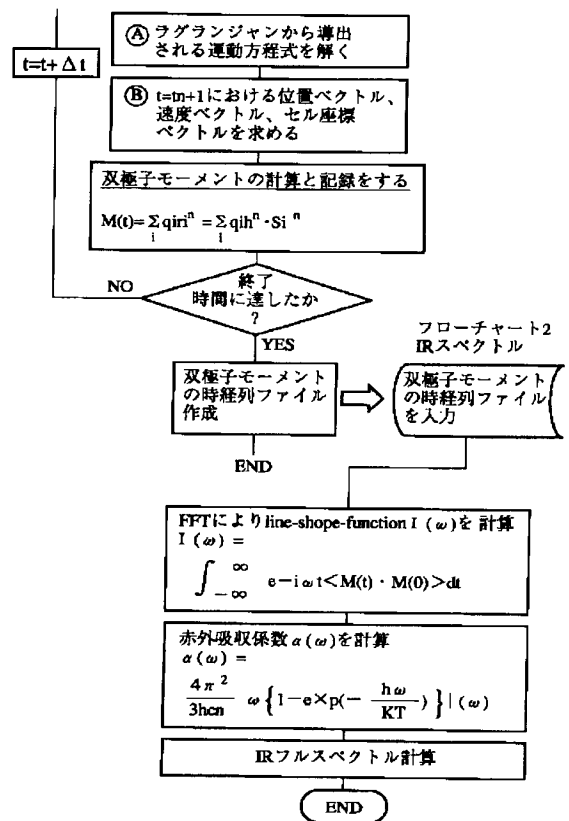 Ⓐ ラグランジャンから導出
される運動方程式を解く
t=t+Δt
Ⓑ t=tn+1における位置ベクトル、
速度ベクトル、セル座標
ベクトルを求める
双極子モーメントの計算と記録をする
M(t)=Σqiri^n = Σqih^n・Si^n
i i
終了
時間に達したか
?
NO
YES
双極子モーメント
の時経列ファイル
作成
END
フローチャート2
IRスペクトル
双極子モーメント
の時経列ファイル
を入力
FFTによりline-shope-function I (ω)を 計算
I (ω) =
∫ ∞ -∞ e-iωt<M(t)・M(0)>dt
赤外吸収係数α(ω)を計算
α(ω) =
4π^2/3hcn ω{1-e×p(- hω/KT)}|(ω)
IRフルスペクトル計算
END